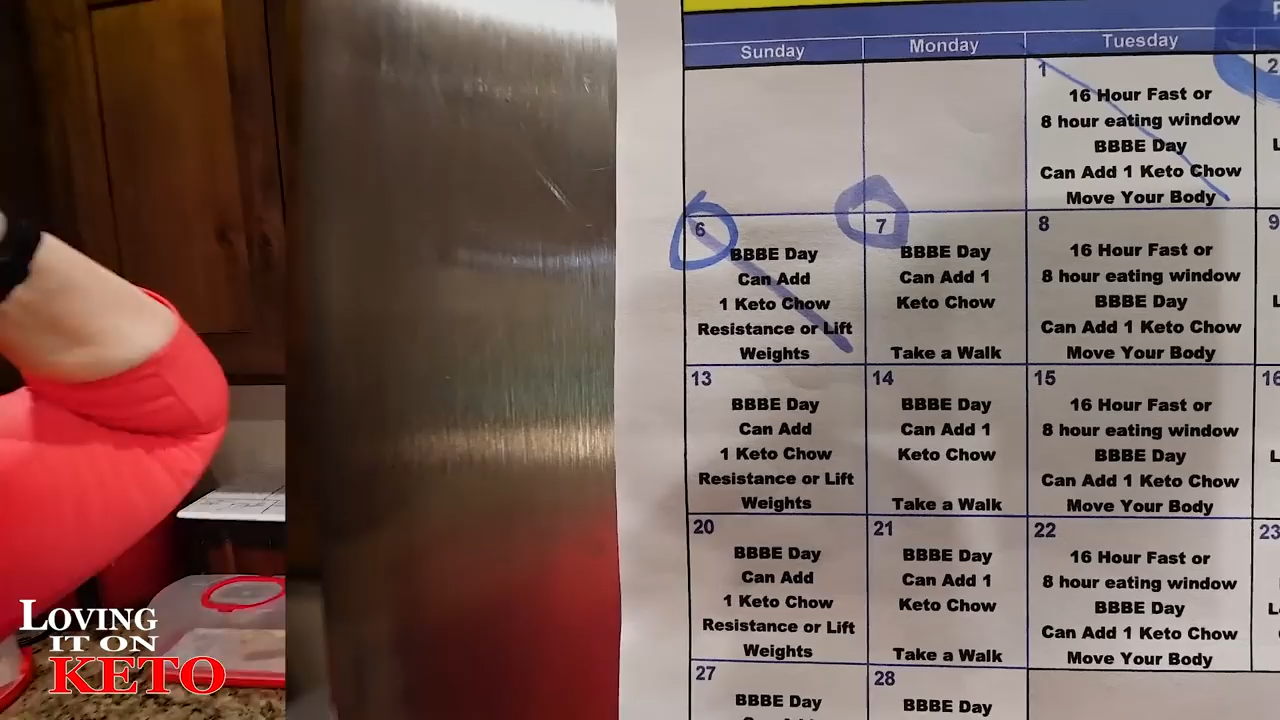 Sunday
Monday
Tuesday
1
16 Hour Fast or
8 hour eating window
BBBE Day
Can Add 1 Keto Chow
Move Your Body
2
6
BBBE Day
Can Add
1 Keto Chow
Resistance or Lift
Weights
7
BBBE Day
Can Add 1
Keto Chow
Take a Walk
8
16 Hour Fast or
8 hour eating window
BBBE Day
Can Add 1 Keto Chow
Move Your Body
9
13
BBBE Day
Can Add
1 Keto Chow
Resistance or Lift
Weights
14
BBBE Day
Can Add 1
Keto Chow
Take a Walk
15
16 Hour Fast or
8 hour eating window
BBBE Day
Can Add 1 Keto Chow
Move Your Body
16
20
BBBE Day
Can Add
1 Keto Chow
Resistance or Lift
Weights
21
BBBE Day
Can Add 1
Keto Chow
Take a Walk
22
16 Hour Fast or
8 hour eating window
BBBE Day
Can Add 1 Keto Chow
Move Your Body
23
27
BBBE Day
28
BBBE Day
LOVING
IT ON
KETO